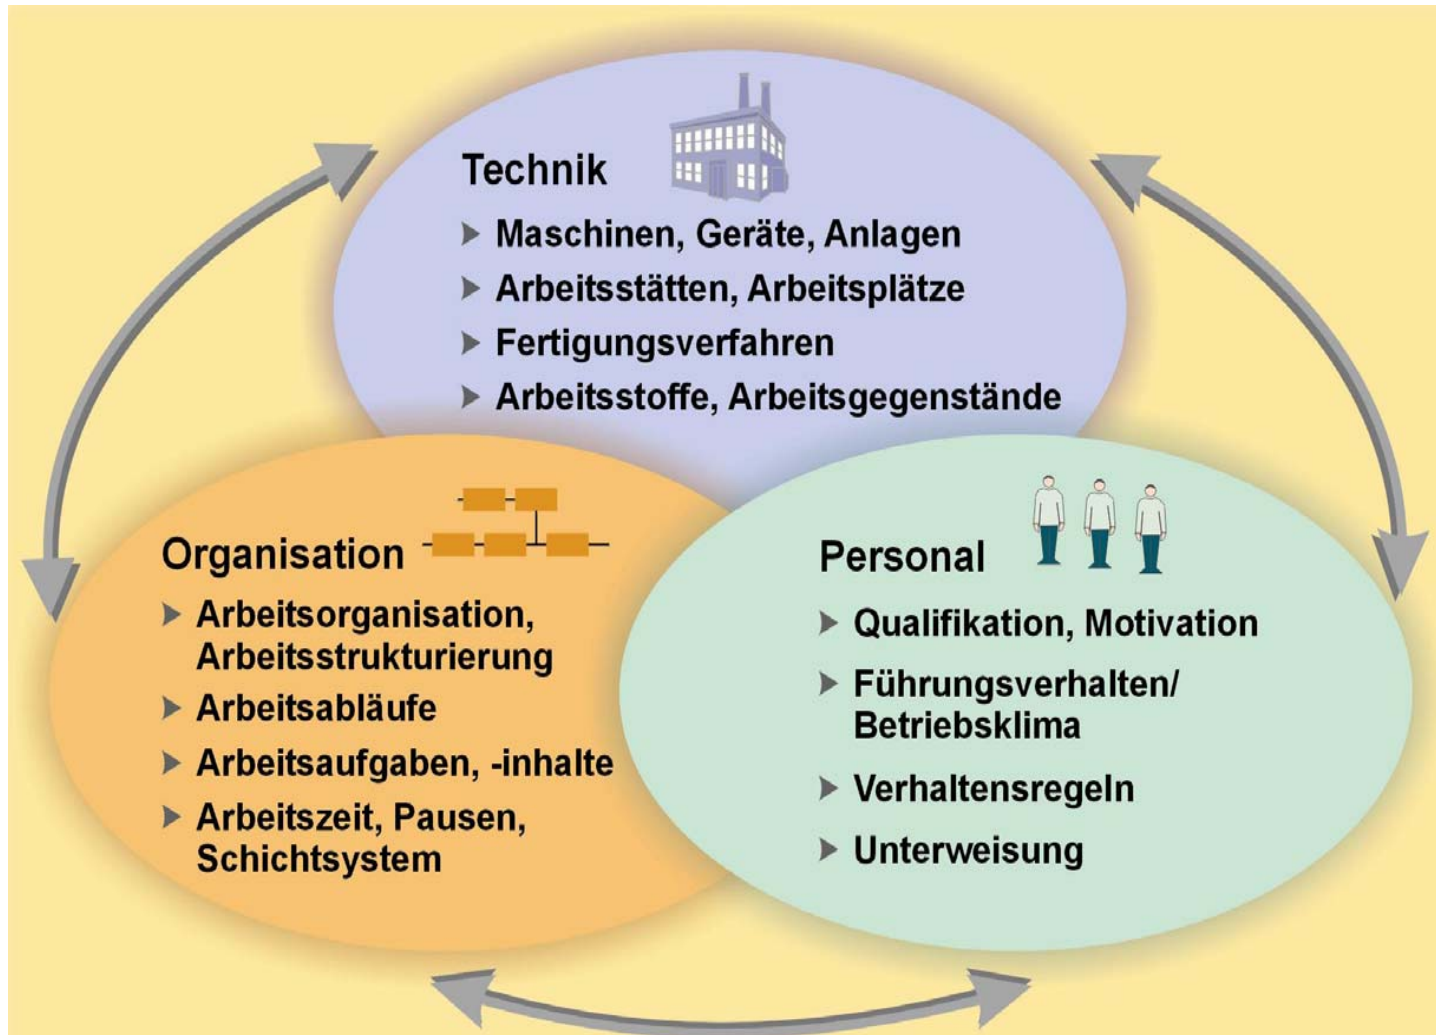 Technik
Maschinen, Geräte, Anlagen
Arbeitsstätten, Arbeitsplätze
Fertigungsverfahren
Arbeitsstoffe, Arbeitsgegenstände
Organisation
Arbeitsorganisation,
Arbeitsstrukturierung
Arbeitsabläufe
Arbeitsaufgaben, -inhalte
Arbeitszeit, Pausen,
Schichtsystem
Personal
Qualifikation, Motivation
Führungsverhalten/
Betriebsklima
Verhaltensregeln
Unterweisung